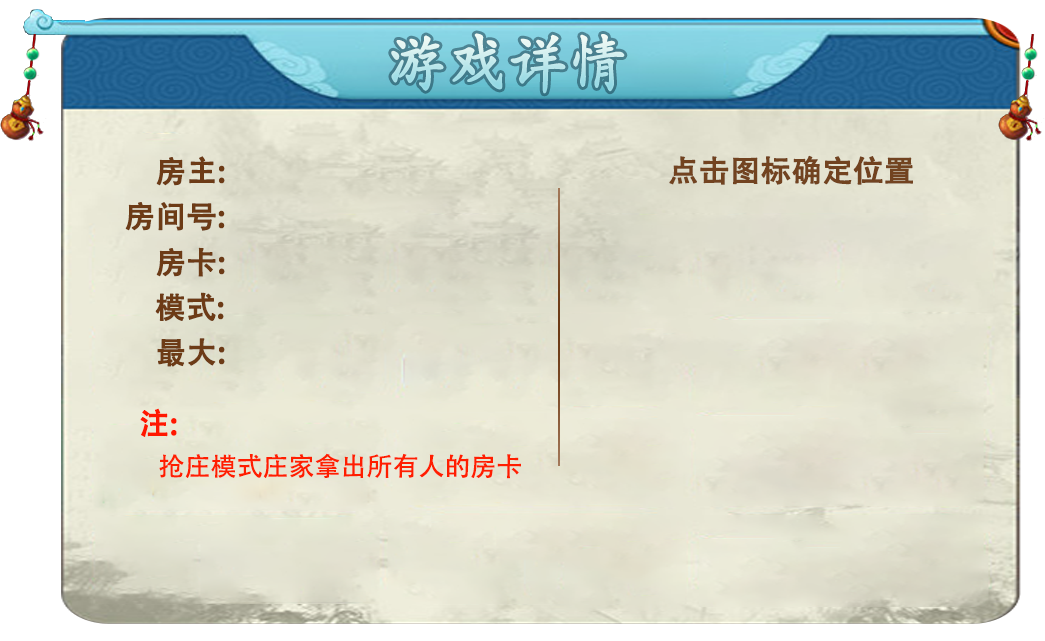 游戏详情
房主:
房间号:
房卡:
模式:
最大:
注:
抢庄模式庄家拿出所有人的房卡
点击图标确定位置